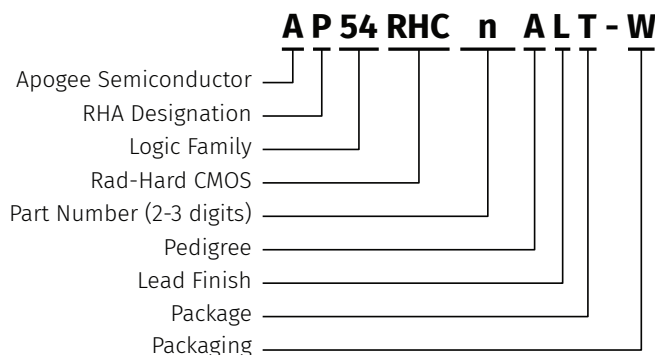 A P 54 RHC n A L T - W
Apogee Semiconductor
RHA Designation
Logic Family
Rad-Hard CMOS
Part Number (2-3 digits)
Pedigree
Lead Finish
Package
Packaging